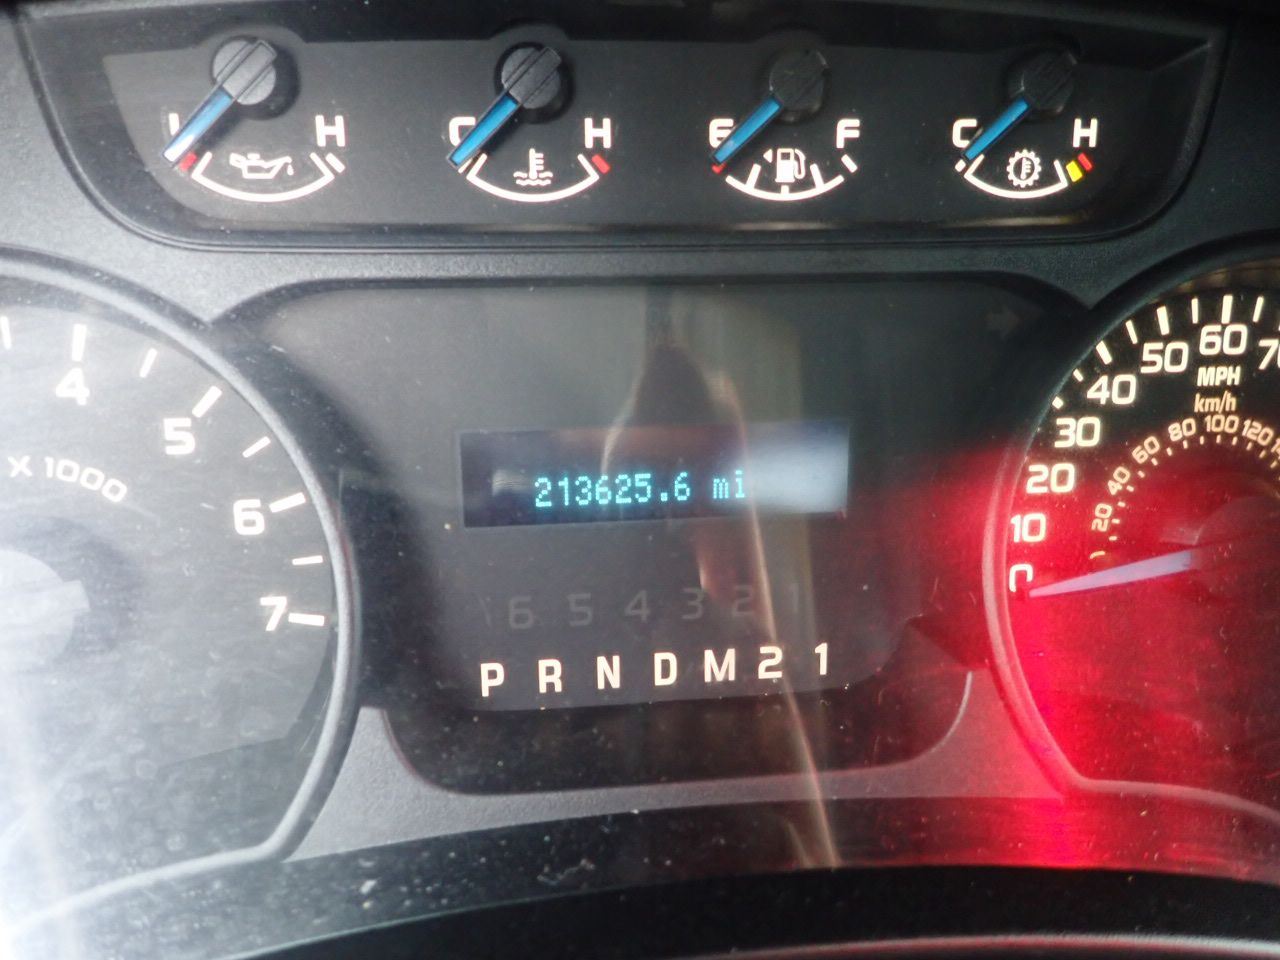 L H C H E F C H
4 5 6 7
x 1000
213625.6 mi
6 5 4 3 2 1
P R N D M 2 1
0 10 20 30 40 50 60
MPH
km/h
20 40 60 80 100 120